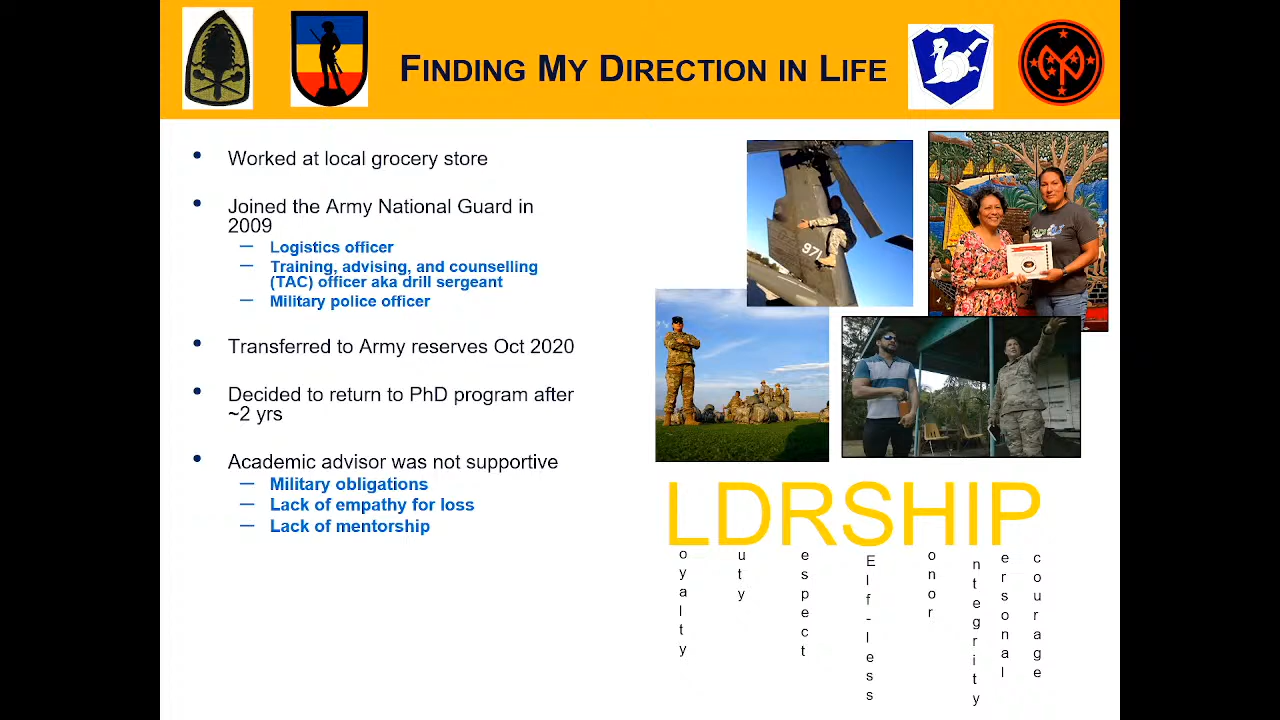 FINDING MY DIRECTION IN LIFE
Worked at local grocery store
Joined the Army National Guard in
2009
Logistics officer
Training, advising, and counselling
(TAC) officer aka drill sergeant
Military police officer
Transferred to Army reserves Oct 2020
Decided to return to PhD program after
~2 yrs
Academic advisor was not supportive
Military obligations
Lack of empathy for loss
Lack of mentorship
971
LDRSHIP
oyalty
uty
espect
Elf-less
onor
ntegrity
ersonal
courage